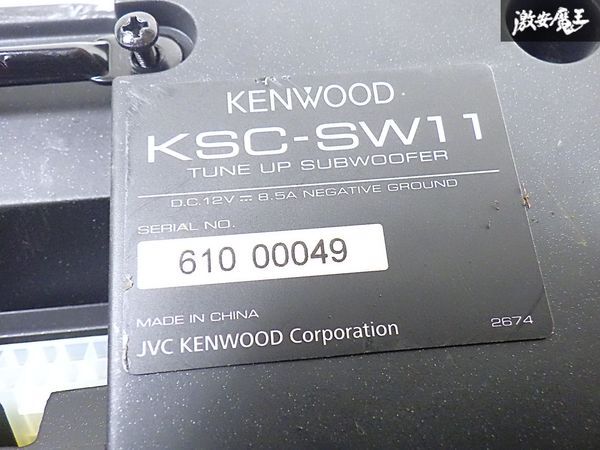 激安魔王
KENWOOD
KSC-SW11
TUNE UP SUBWOOFER
D.C.12V ⎓ 8.5A NEGATIVE GROUND
SERIAL NO.
610 00049
MADE IN CHINA
JVC KENWOOD Corporation
2674